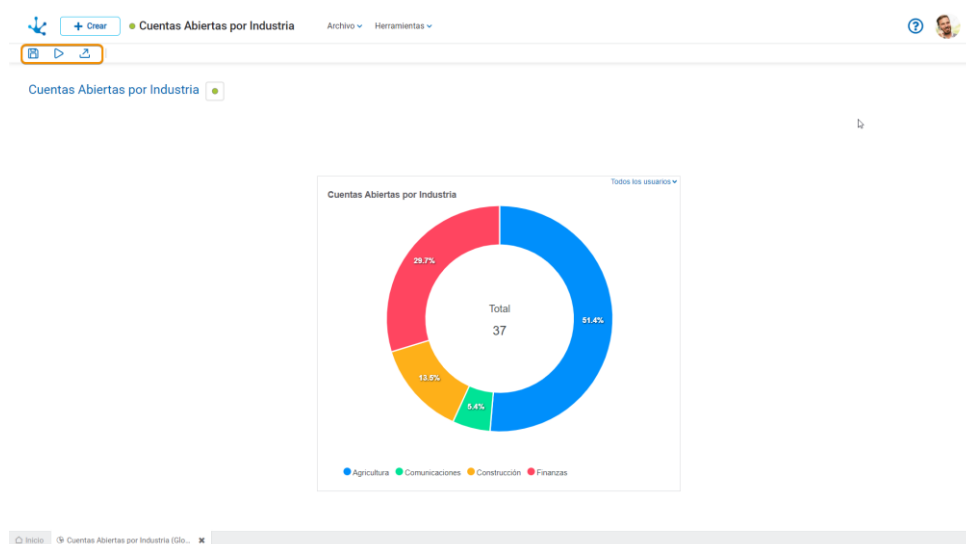 + Crear
Cuentas Abiertas por Industria
Archivo
Herramientas
?
Cuentas Abiertas por Industria
Todos los usuarios
Cuentas Abiertas por Industria
29.7%
Total
37
51.4%
13.5%
5.4%
Agricultura Comunicaciones Construcción Finanzas
Inicio
Cuentas Abiertas por Industria (Glo...